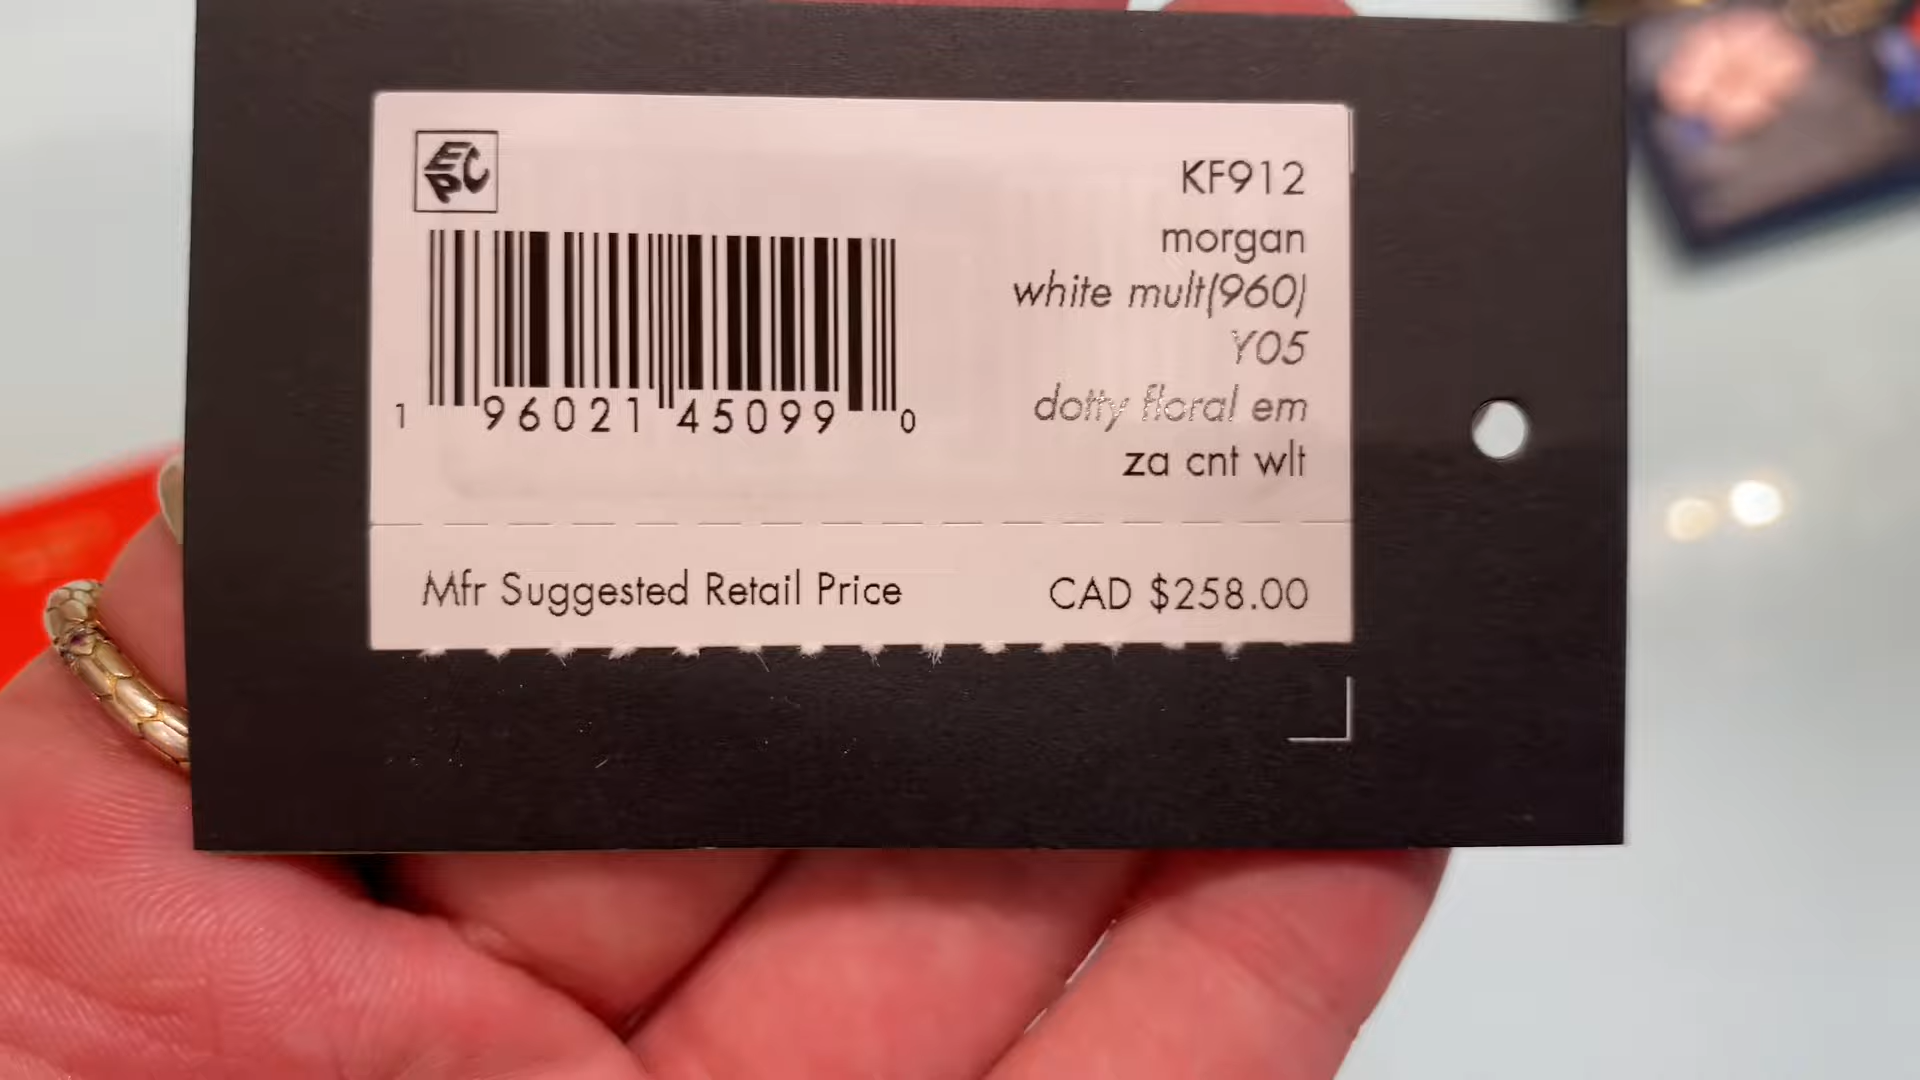 EPC
KF912
morgan
white mult(960)
Y05
dotty floral em
za cnt wlt
1 96021 45099 0
Mfr Suggested Retail Price CAD $258.00